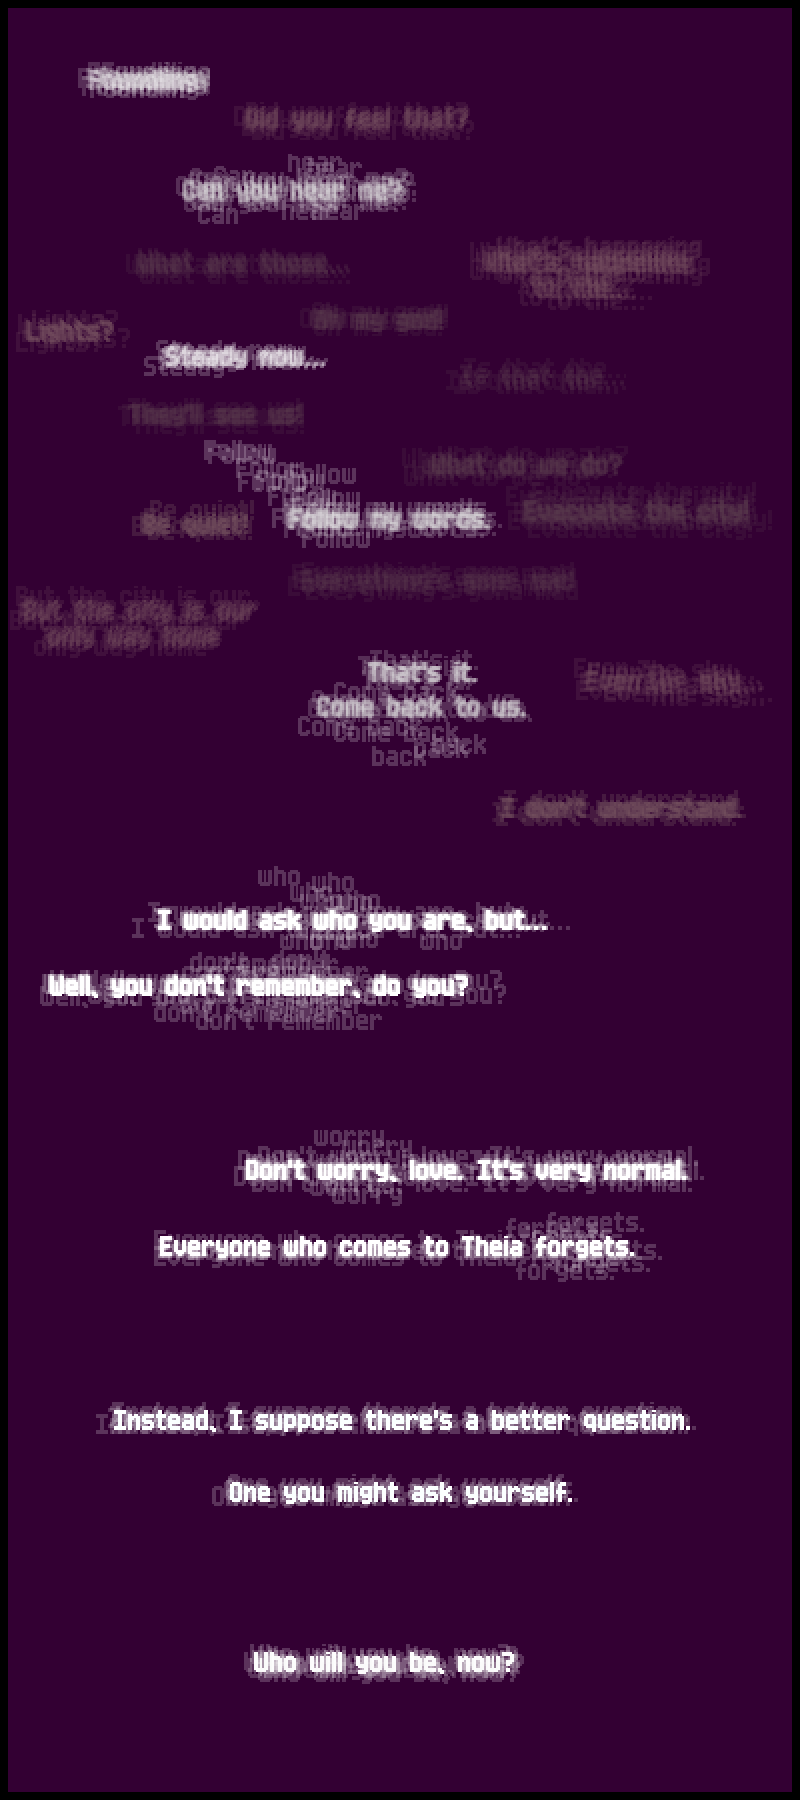 Foundling.
Did you feel that?
Can you hear me?
What are those...
What's happening
to the...
Oh my god!
Lights?
Steady now...
Is that the...
They'll see us!
What do we do?
Follow my words.
Be quiet!
Evacuate the city!
Everything's gone mad!
But the city is our
only way home
That's it.
Even the sky...
Come back to us.
I don't understand.
I would ask who you are, but...
Well, you don't remember, do you?
Don't worry, love. It's very normal.
Everyone who comes to Theia forgets.
Instead, I suppose there's a better question.
One you might ask yourself.
Who will you be, now?